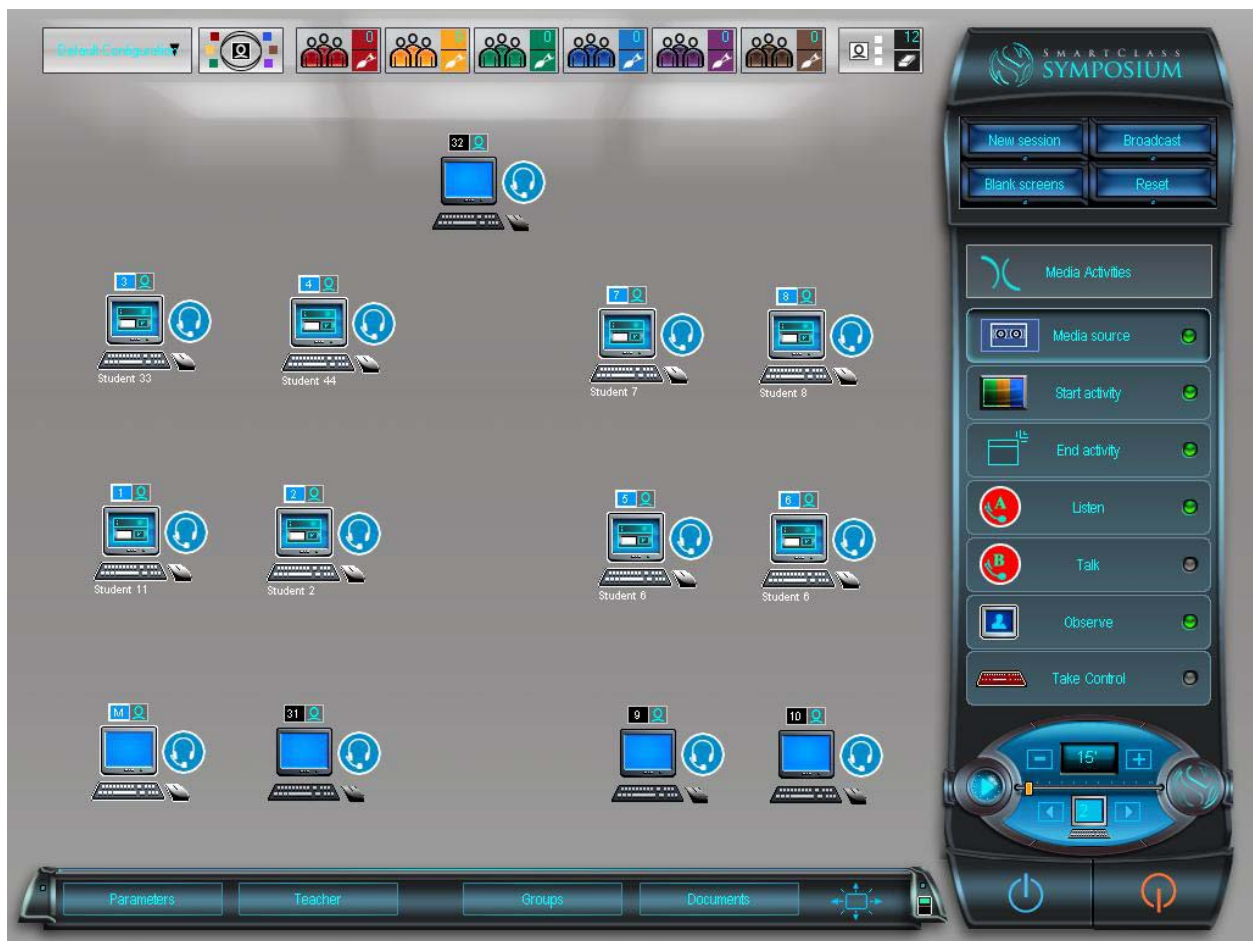 Default Configuration
0
0
0
0
0
0
12
SMARTCLASS
SYMPOSIUM
New session
Broadcast
Blank screens
Reset
32
Media Activities
3
4
7
8
Student 33
Student 44
Student 7
Student 8
Media source
Start activity
End activity
1
2
5
6
Student 11
Student 2
Student 6
Student 6
A
Listen
B
Talk
Observe
Take Control
M
31
9
10
15'
2
Parameters
Teacher
Groups
Documents